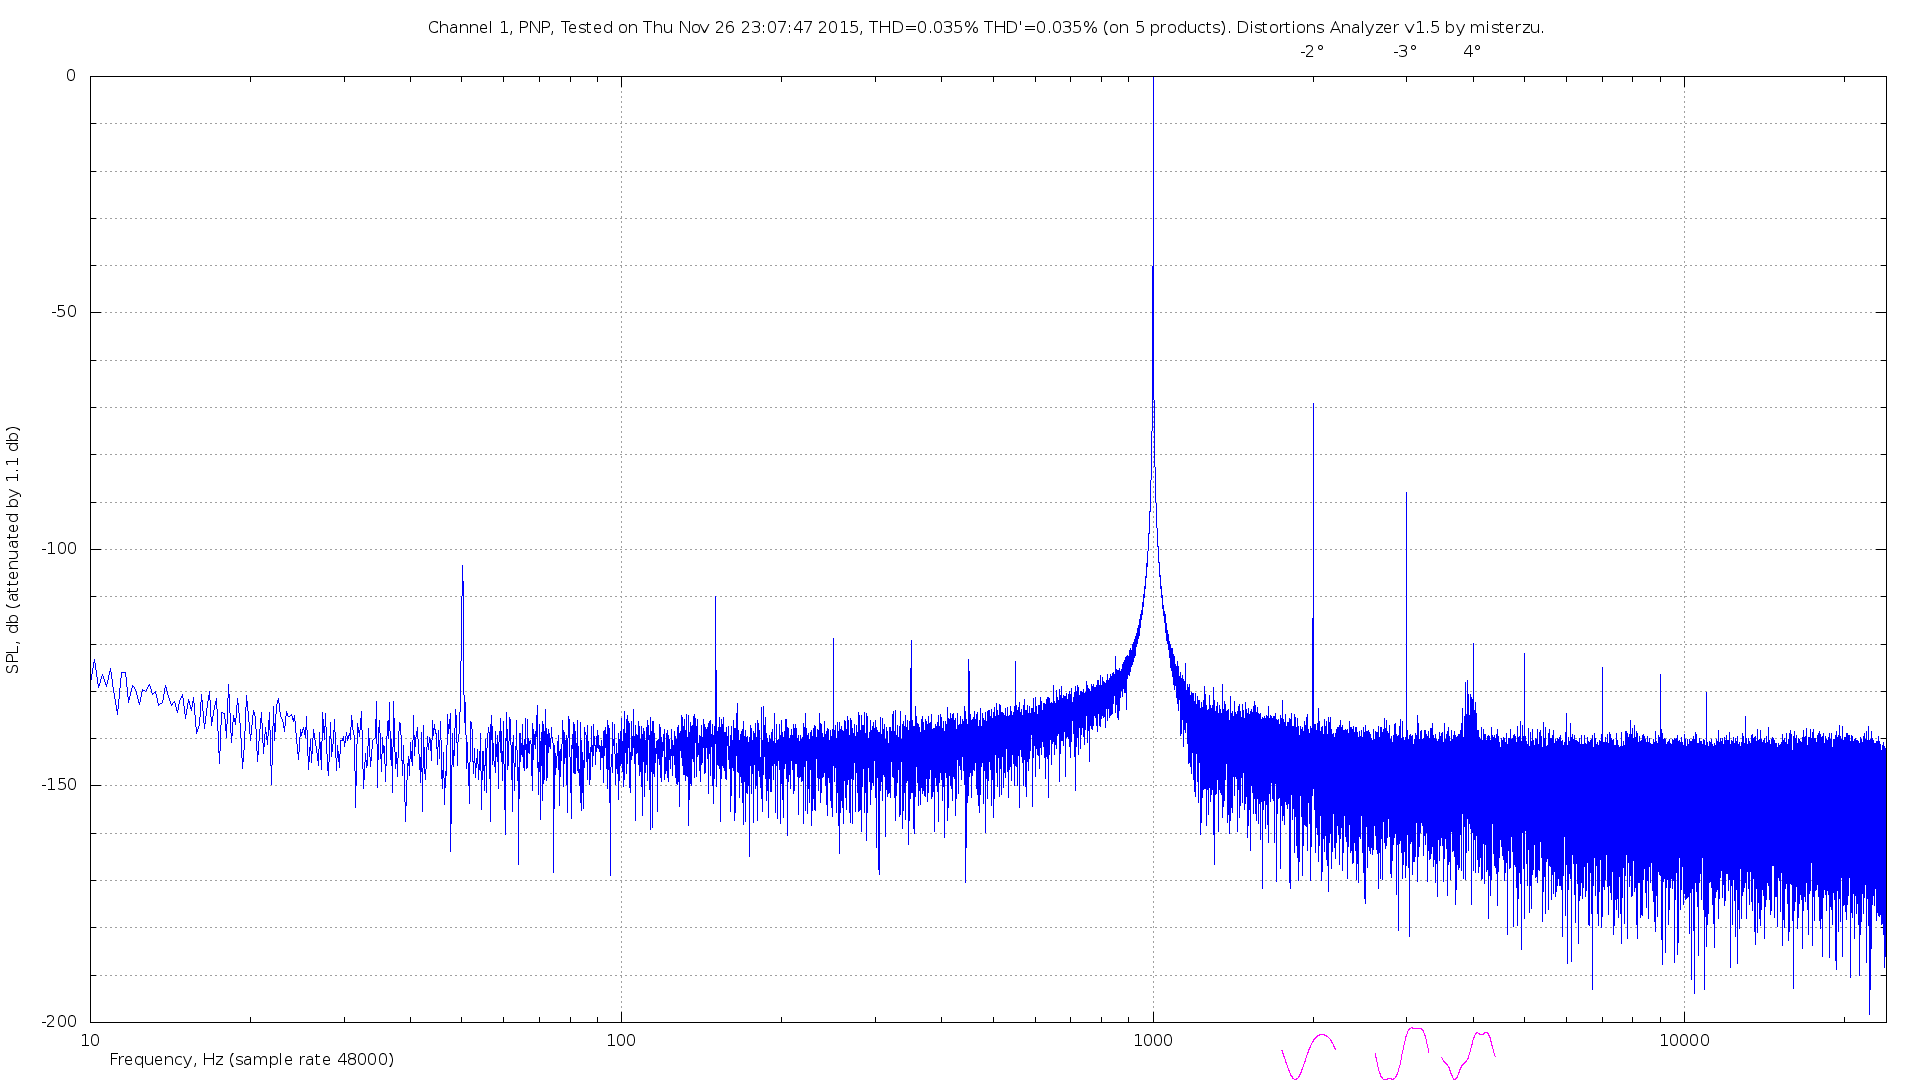 Channel 1, PNP, Tested on Thu Nov 26 23:07:47 2015, THD=0.035% THD'=0.035% (on 5 products). Distortions Analyzer v1.5 by misterzu.
-2° -3° 4°
0
-50
-100
-150
-200
SPL, db (attenuated by 1.1 db)
10 100 1000 10000
Frequency, Hz (sample rate 48000)